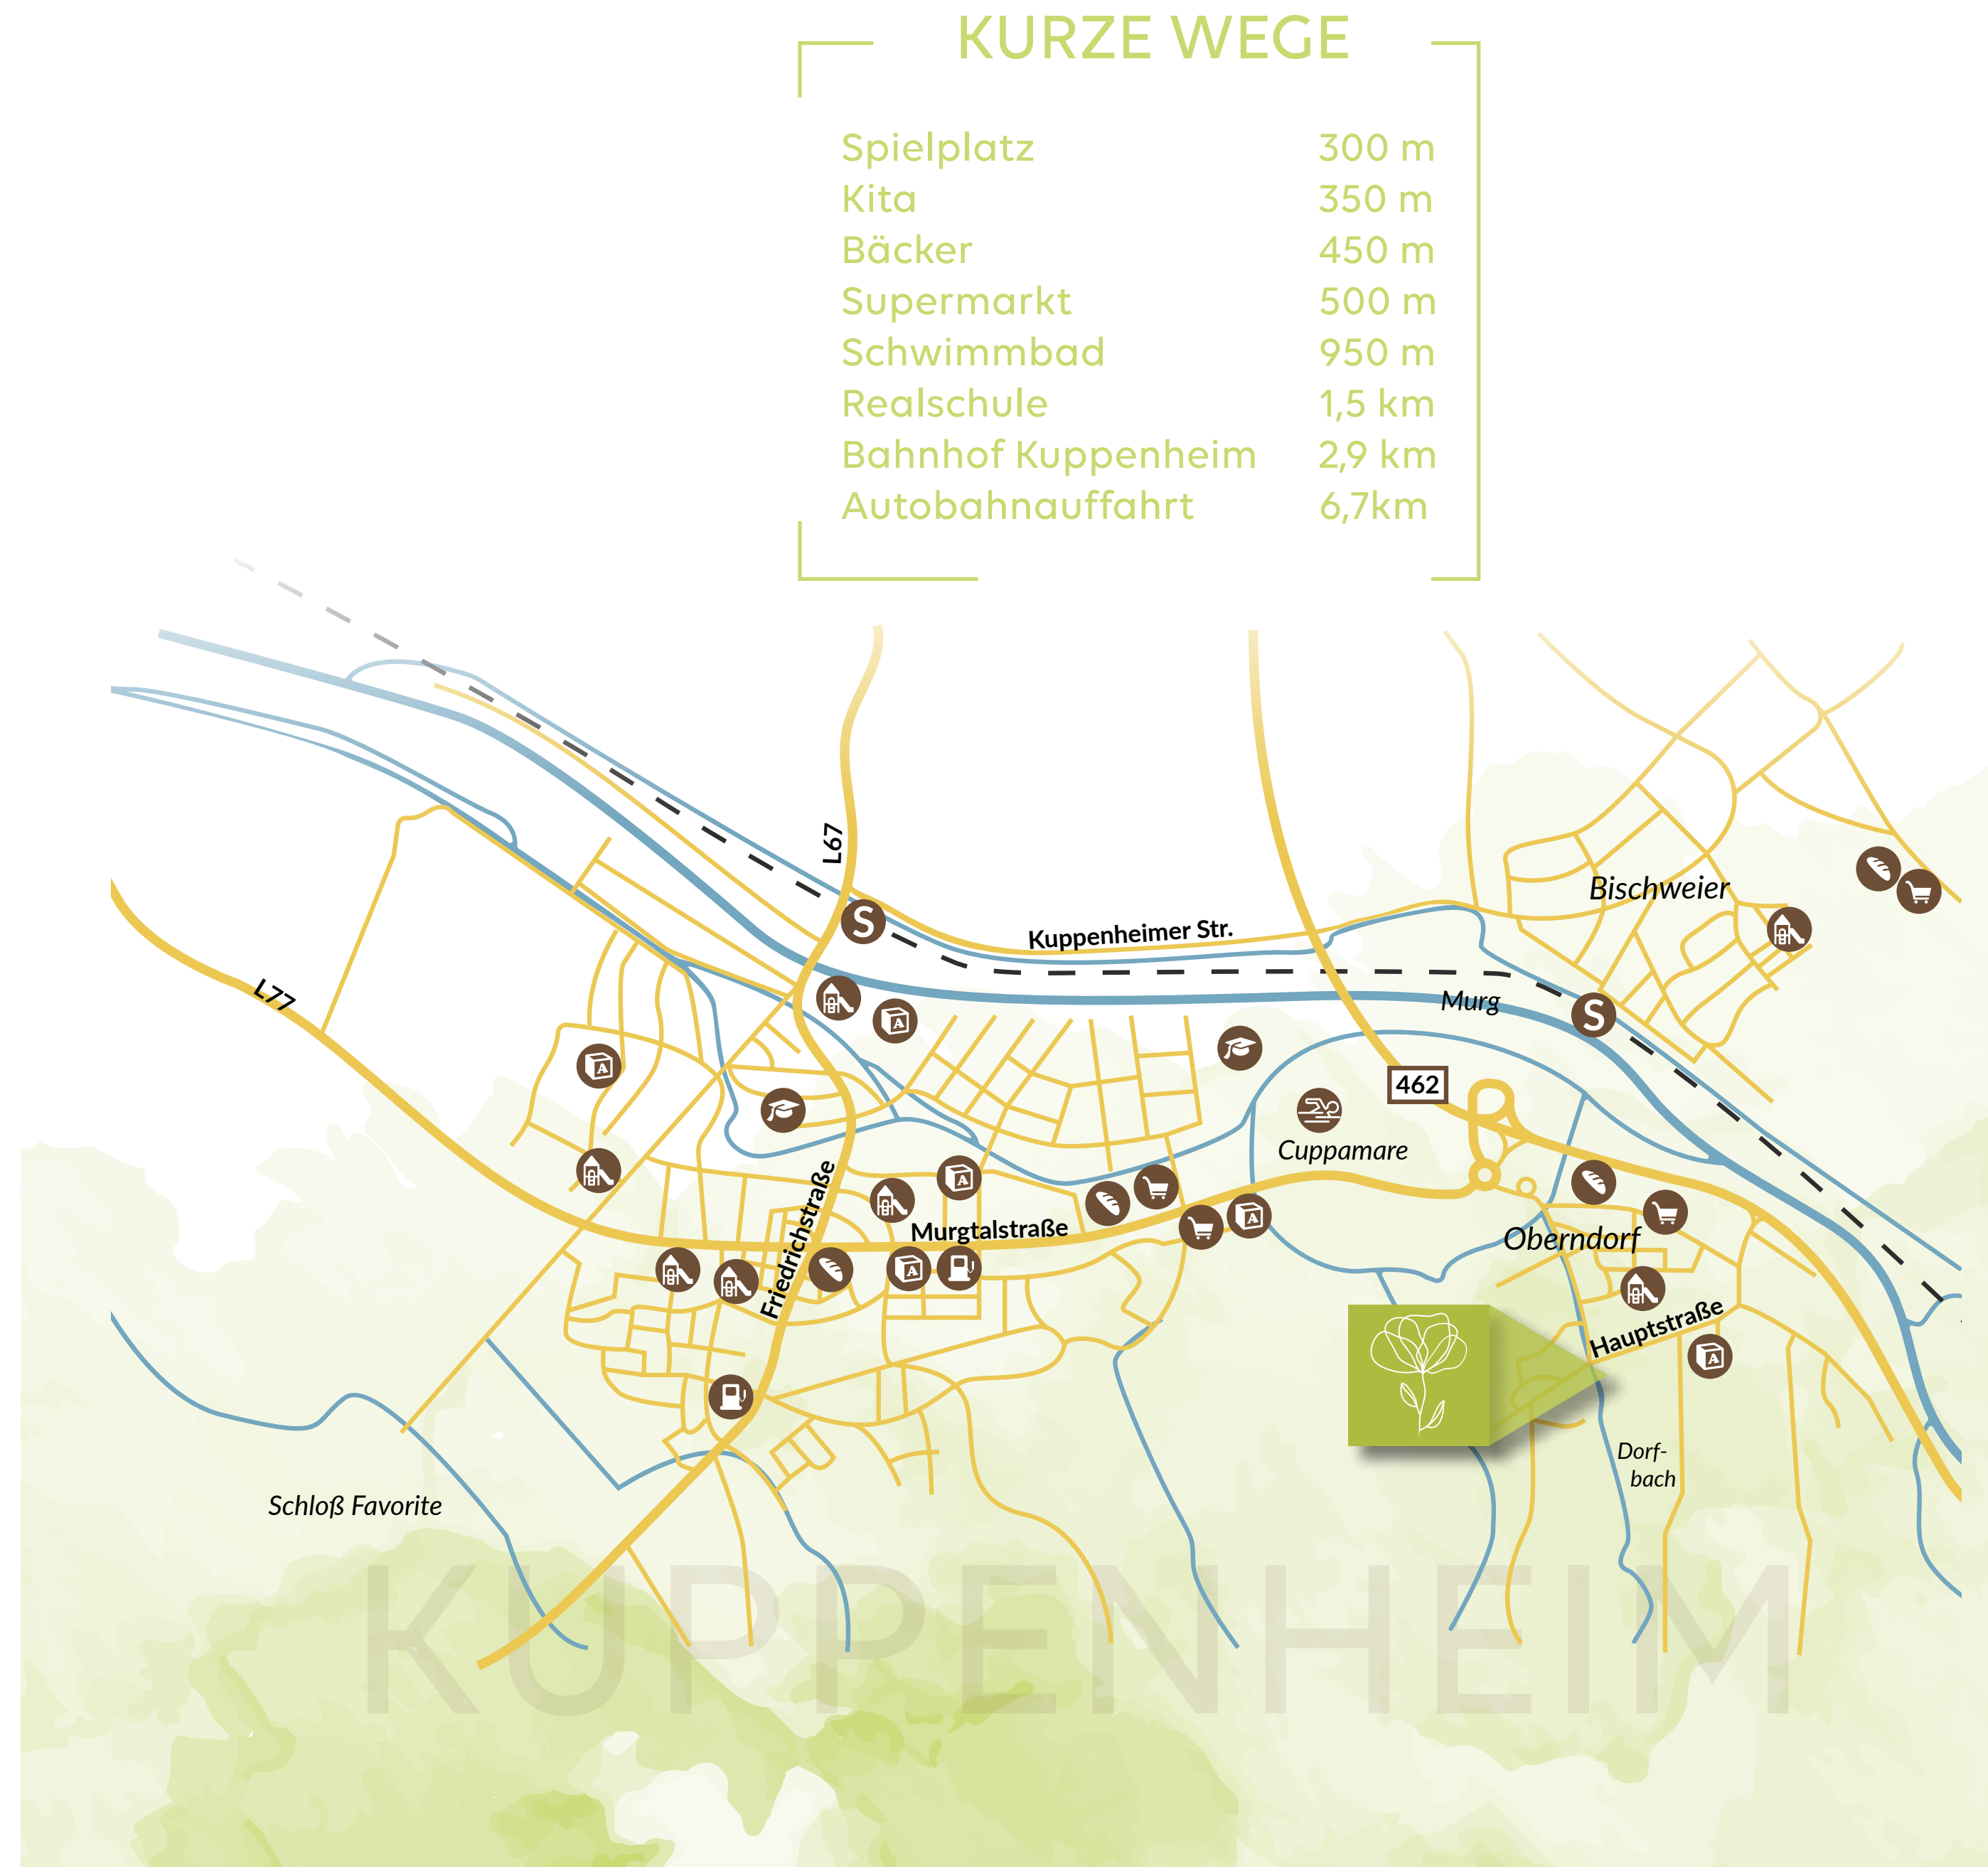 KURZE WEGE
Spielplatz 300 m
Kita 350 m
Bäcker 450 m
Supermarkt 500 m
Schwimmbad 950 m
Realschule 1,5 km
Bahnhof Kuppenheim 2,9 km
Autobahnauffahrt 6,7km
L67
Bischweier
S
Kuppenheimer Str.
L77
Murg
S
A
A
462
Cuppamare
A
Friedrichstraße
Murgtalstraße
A
Oberndorf
A
Hauptstraße
A
Dorf-
bach
Schloß Favorite
KUPPENHEIM